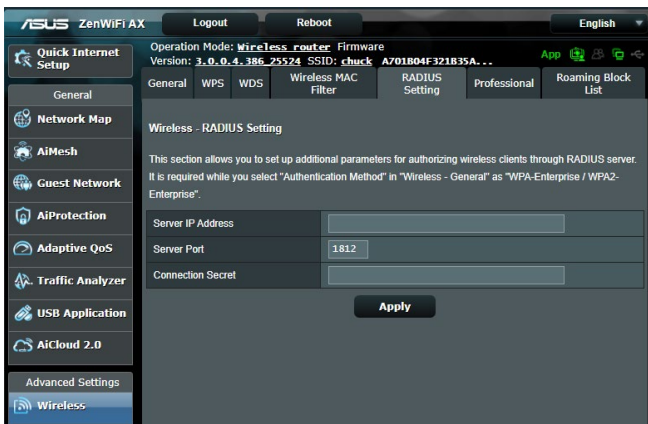 ASUS ZenWiFi AX Logout Reboot English
Quick Internet Setup
Operation Mode: Wireless router Firmware
Version: 3.0.0.4.386_25524 SSID: chuck A701B04F321B35A...
App
General WPS WDS Wireless MAC Filter RADIUS Setting Professional Roaming Block List
General
Network Map
AiMesh
Guest Network
AiProtection
Adaptive QoS
Traffic Analyzer
USB Application
AiCloud 2.0
Advanced Settings
Wireless
Wireless - RADIUS Setting
This section allows you to set up additional parameters for authorizing wireless clients through RADIUS server.
It is required while you select "Authentication Method" in "Wireless - General" as "WPA-Enterprise / WPA2-
Enterprise".
Server IP Address
Server Port 1812
Connection Secret
Apply